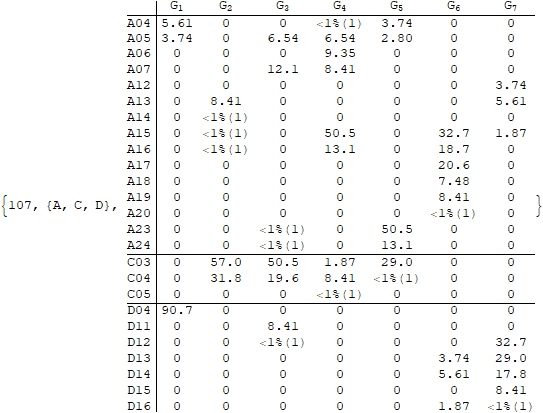 G₁ G₂ G₃ G₄ G₅ G₆ G₇
A04 5.61 0 0 <1%(1) 3.74 0 0
A05 3.74 0 6.54 6.54 2.80 0 0
A06 0 0 0 9.35 0 0 0
A07 0 0 12.1 8.41 0 0 0
A12 0 0 0 0 0 0 3.74
A13 0 8.41 0 0 0 0 5.61
A14 0 <1%(1) 0 0 0 0 0
A15 0 <1%(1) 0 50.5 0 32.7 1.87
A16 0 <1%(1) 0 13.1 0 18.7 0
A17 0 0 0 0 0 20.6 0
A18 0 0 0 0 0 7.48 0
A19 0 0 0 0 0 8.41 0
{107, {A, C, D}, A20 0 0 0 0 0 <1%(1) 0 }
A23 0 0 <1%(1) 0 50.5 0 0
A24 0 0 <1%(1) 0 13.1 0 0
C03 0 57.0 50.5 1.87 29.0 0 0
C04 0 31.8 19.6 8.41 <1%(1) 0 0
C05 0 0 0 <1%(1) 0 0 0
D04 90.7 0 0 0 0 0 0
D11 0 0 8.41 0 0 0 0
D12 0 0 <1%(1) 0 0 0 32.7
D13 0 0 0 0 0 3.74 29.0
D14 0 0 0 0 0 5.61 17.8
D15 0 0 0 0 0 0 8.41
D16 0 0 0 0 0 1.87 <1%(1)